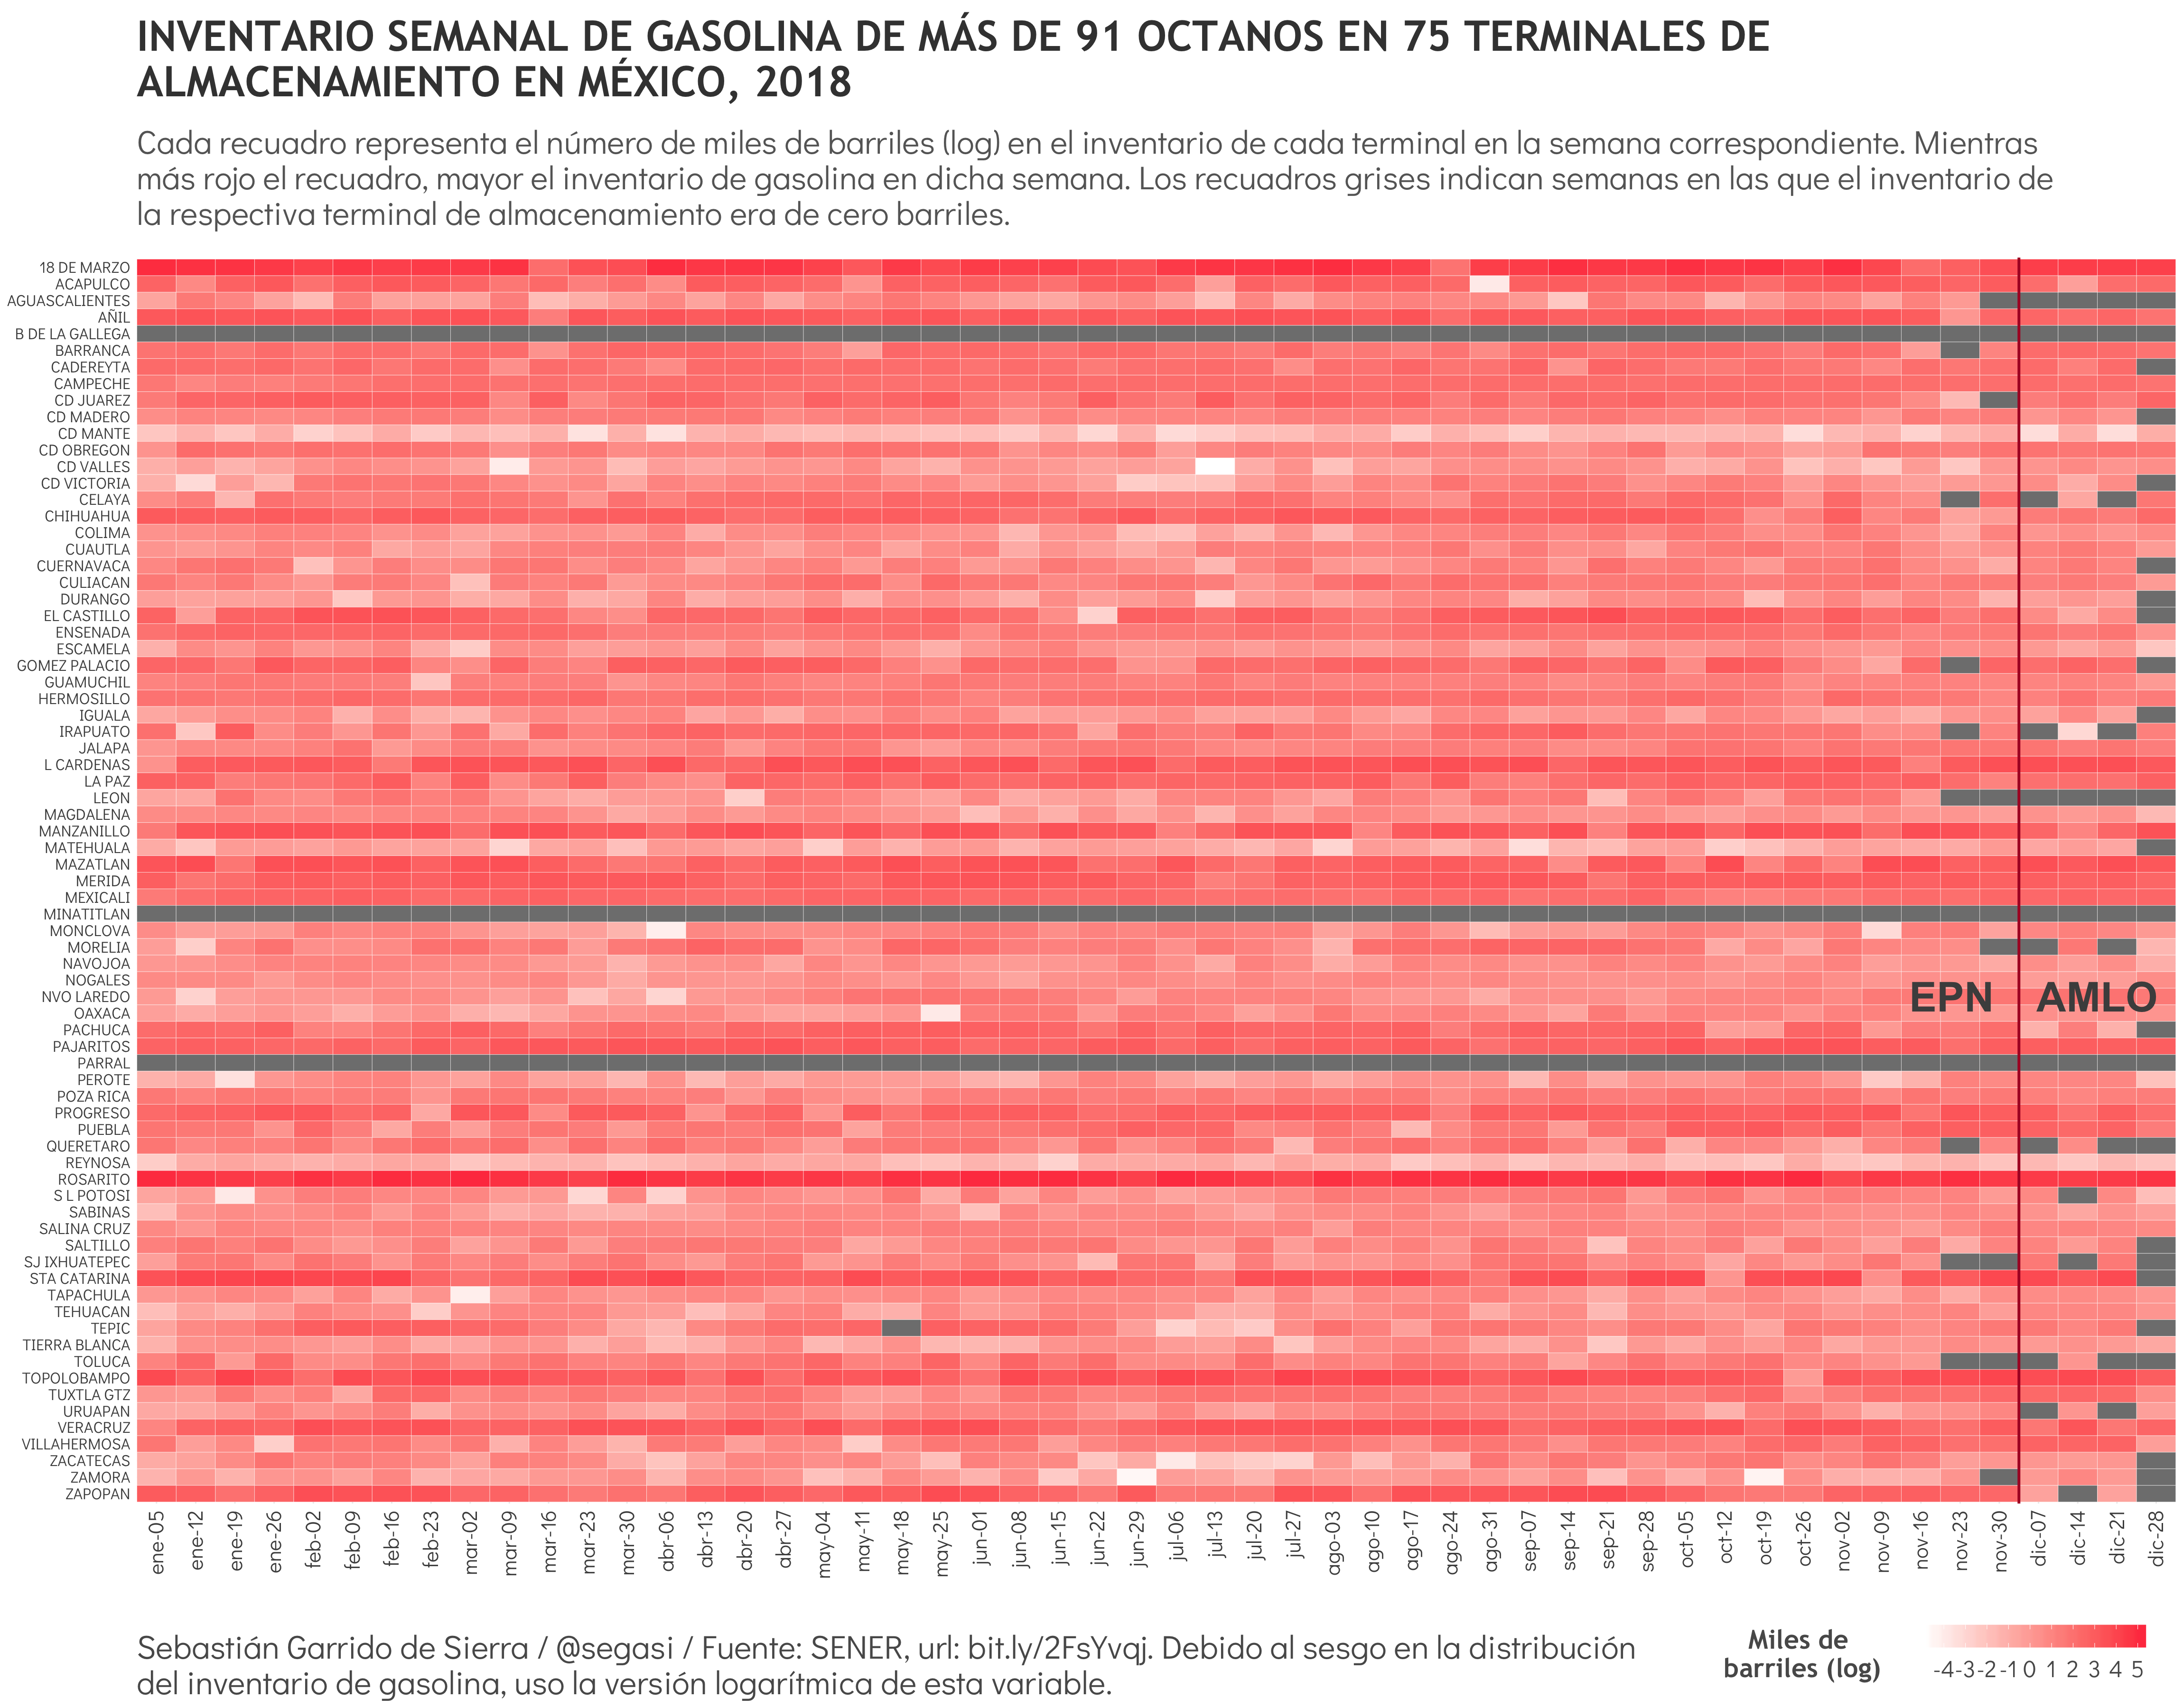 INVENTARIO SEMANAL DE GASOLINA DE MÁS DE 91 OCTANOS EN 75 TERMINALES DE
ALMACENAMIENTO EN MÉXICO, 2018
Cada recuadro representa el número de miles de barriles (log) en el inventario de cada terminal en la semana correspondiente. Mientras
más rojo el recuadro, mayor el inventario de gasolina en dicha semana. Los recuadros grises indican semanas en las que el inventario de
la respectiva terminal de almacenamiento era de cero barriles.
18 DE MARZO
ACAPULCO
AGUASCALIENTES
AÑIL
B DE LA GALLEGA
BARRANCA
CADEREYTA
CAMPECHE
CD JUAREZ
CD MADERO
CD MANTE
CD OBREGON
CD VALLES
CD VICTORIA
CELAYA
CHIHUAHUA
COLIMA
CUAUTLA
CUERNAVACA
CULIACAN
DURANGO
EL CASTILLO
ENSENADA
ESCAMELA
GOMEZ PALACIO
GUAMUCHIL
HERMOSILLO
IGUALA
IRAPUATO
JALAPA
L CARDENAS
LA PAZ
LEON
MAGDALENA
MANZANILLO
MATEHUALA
MAZATLAN
MERIDA
MEXICALI
MINATITLAN
MONCLOVA
MORELIA
NAVOJOA
NOGALES
NVO LAREDO
EPN AMLO
OAXACA
PACHUCA
PAJARITOS
PARRAL
PEROTE
POZA RICA
PROGRESO
PUEBLA
QUERETARO
REYNOSA
ROSARITO
S L POTOSI
SABINAS
SALINA CRUZ
SALTILLO
SJ IXHUATEPEC
STA CATARINA
TAPACHULA
TEHUACAN
TEPIC
TIERRA BLANCA
TOLUCA
TOPOLOBAMPO
TUXTLA GTZ
URUAPAN
VERACRUZ
VILLAHERMOSA
ZACATECAS
ZAMORA
ZAPOPAN
ene-05 ene-12 ene-19 ene-26 feb-02 feb-09 feb-16 feb-23 mar-02 mar-09 mar-16 mar-23 mar-30 abr-06 abr-13 abr-20 abr-27 may-04 may-11 may-18 may-25 jun-01 jun-08 jun-15 jun-22 jun-29 jul-06 jul-13 jul-20 jul-27 ago-03 ago-10 ago-17 ago-24 ago-31 sep-07 sep-14 sep-21 sep-28 oct-05 oct-12 oct-19 oct-26 nov-02 nov-09 nov-16 nov-23 nov-30 dic-07 dic-14 dic-21 dic-28
Sebastián Garrido de Sierra / @segasi / Fuente: SENER, url: bit.ly/2FsYvqj. Debido al sesgo en la distribución
del inventario de gasolina, uso la versión logarítmica de esta variable.
Miles de
barriles (log)
-4 -3 -2 -1 0 1 2 3 4 5